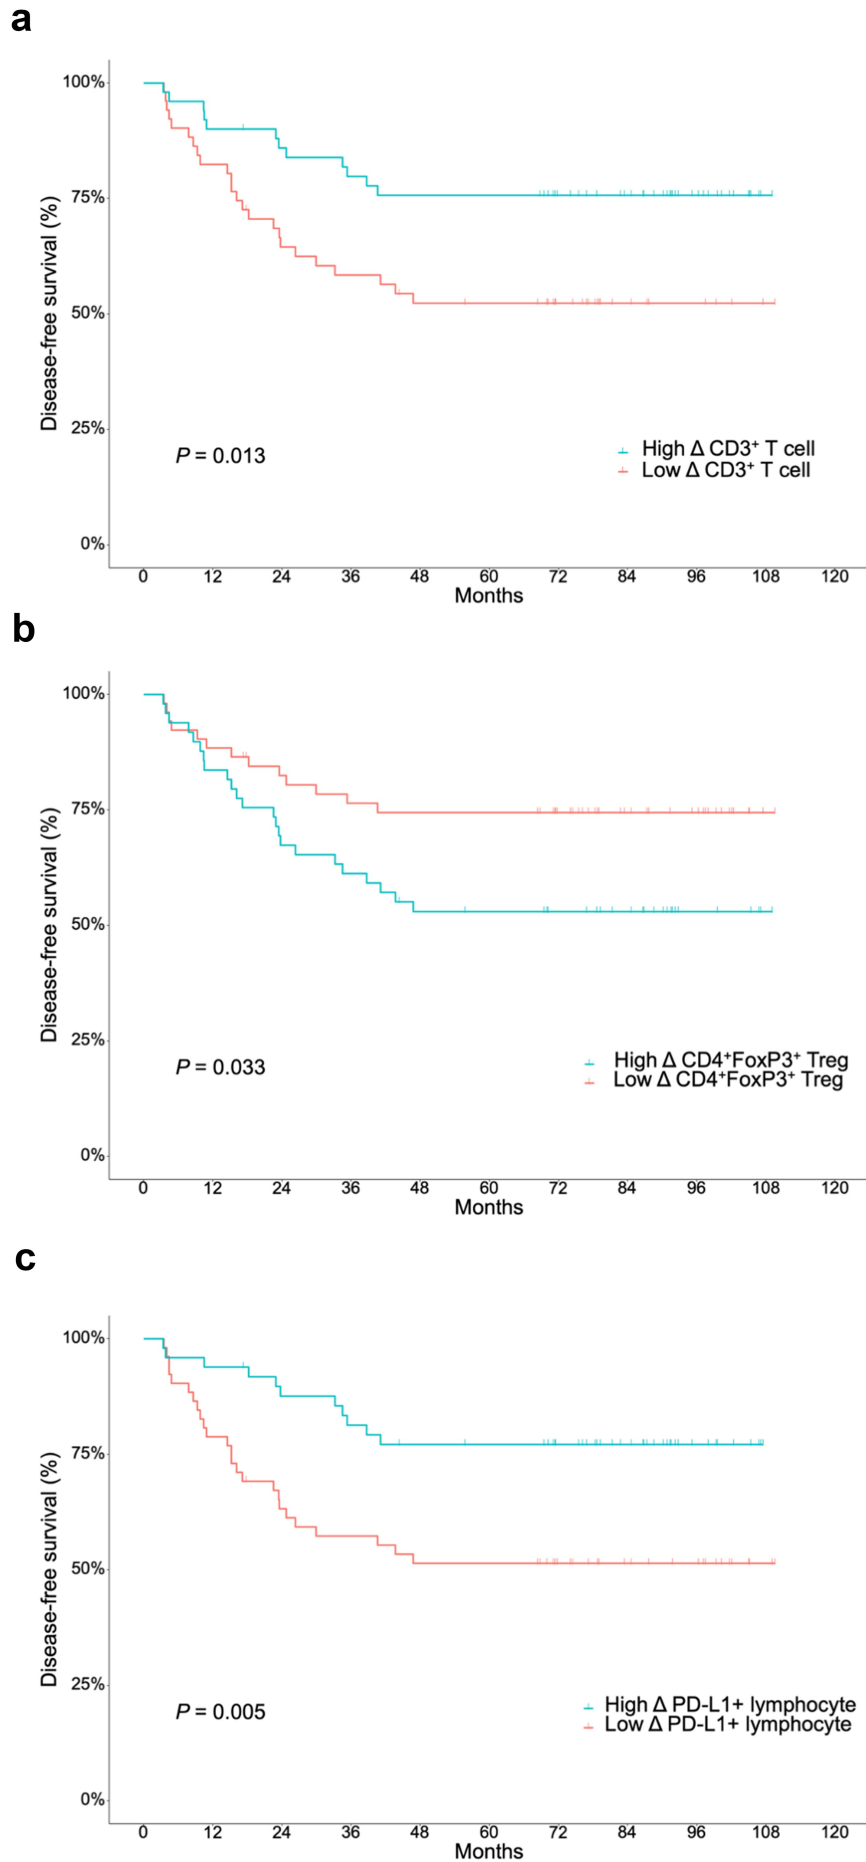 a
100%
75%
50%
25%
0%
Disease-free survival (%)
P = 0.013
High Δ CD3⁺ T cell
Low Δ CD3⁺ T cell
0 12 24 36 48 60 72 84 96 108 120
Months
b
100%
75%
50%
25%
0%
Disease-free survival (%)
P = 0.033
High Δ CD4⁺FoxP3⁺ Treg
Low Δ CD4⁺FoxP3⁺ Treg
0 12 24 36 48 60 72 84 96 108 120
Months
c
100%
75%
50%
25%
0%
Disease-free survival (%)
P = 0.005
High Δ PD-L1+ lymphocyte
Low Δ PD-L1+ lymphocyte
0 12 24 36 48 60 72 84 96 108 120
Months